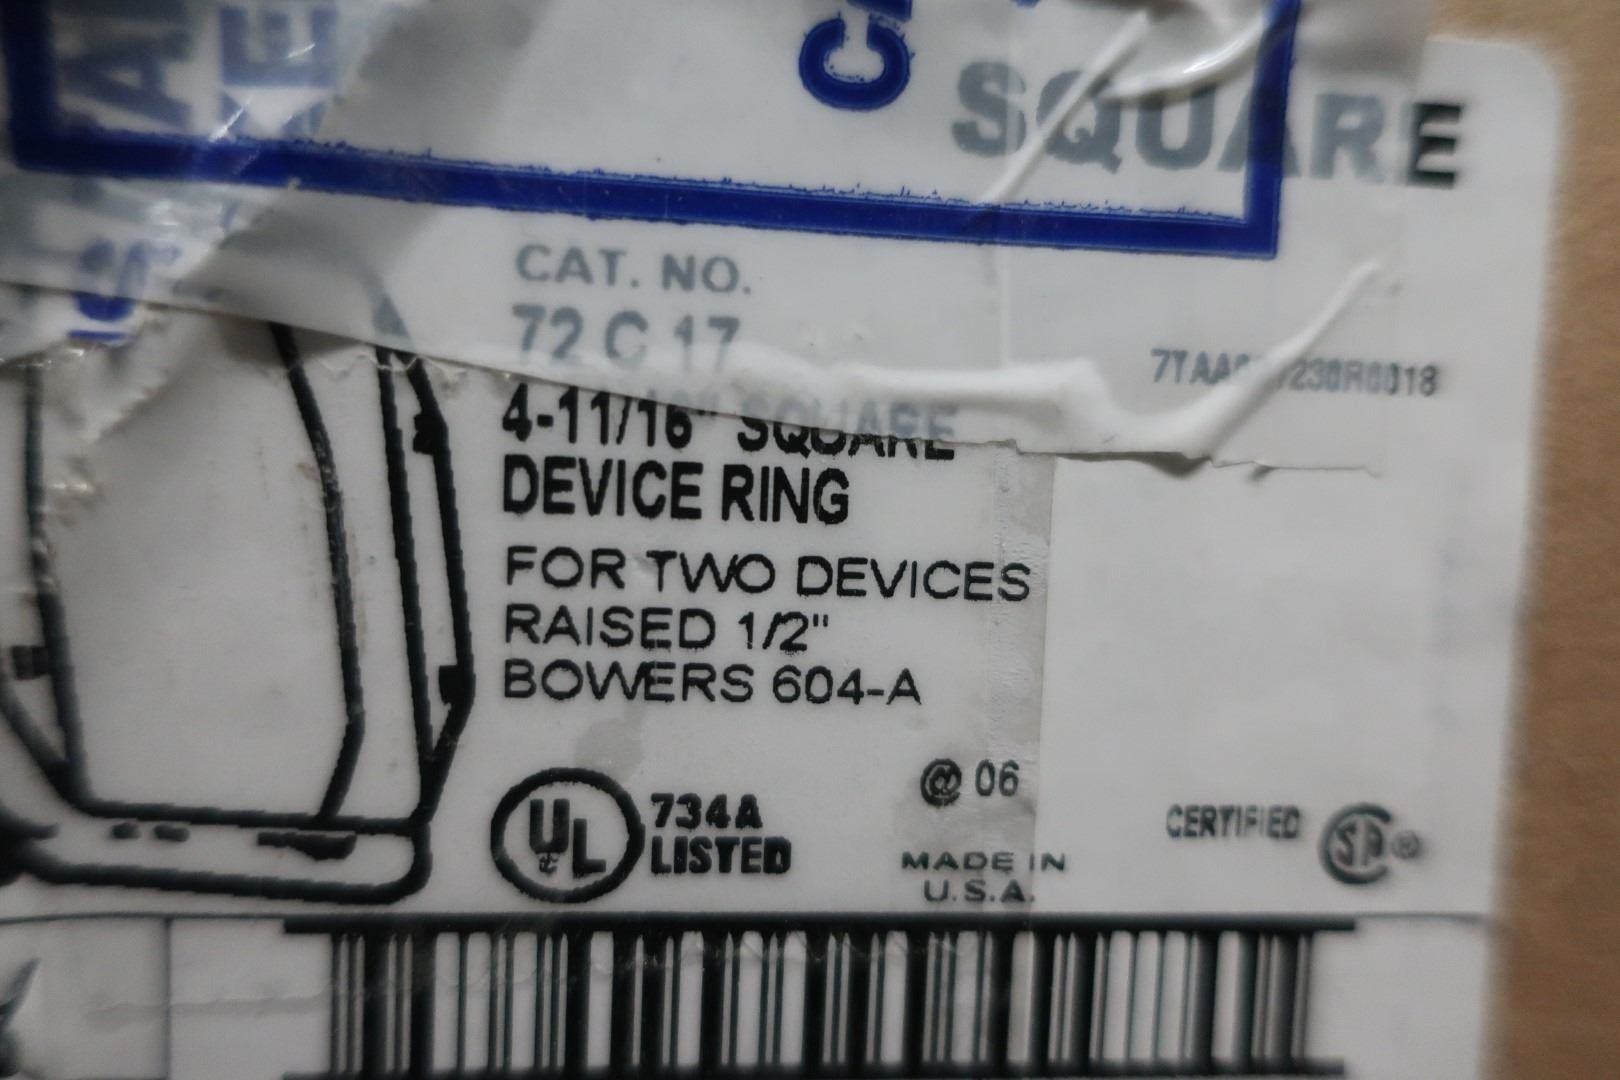 SQUARE
CAT. NO.
72 C 17
4-11/16" SQUARE
DEVICE RING
FOR TWO DEVICES
RAISED 1/2"
BOWERS 604-A
UL
734A
LISTED
@ 06
MADE IN
U.S.A.
CERTIFIED